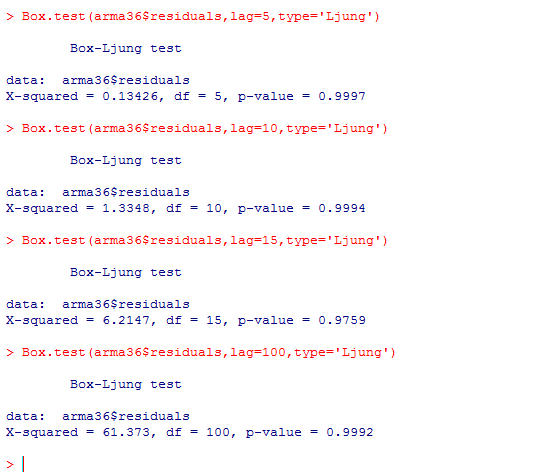 > Box.test(arma36$residuals,lag=5,type='Ljung')
Box-Ljung test
data:  arma36$residuals
X-squared = 0.13426, df = 5, p-value = 0.9997
> Box.test(arma36$residuals,lag=10,type='Ljung')
Box-Ljung test
data:  arma36$residuals
X-squared = 1.3348, df = 10, p-value = 0.9994
> Box.test(arma36$residuals,lag=15,type='Ljung')
Box-Ljung test
data:  arma36$residuals
X-squared = 6.2147, df = 15, p-value = 0.9759
> Box.test(arma36$residuals,lag=100,type='Ljung')
Box-Ljung test
data:  arma36$residuals
X-squared = 61.373, df = 100, p-value = 0.9992
>